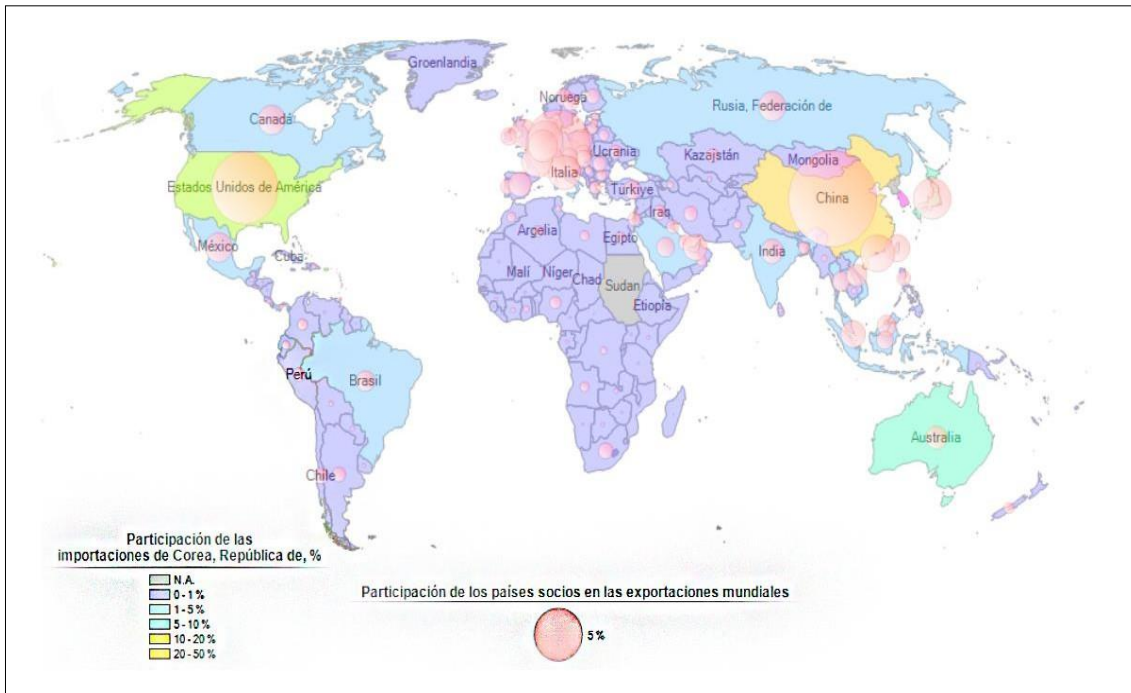 Groenlandia
Noruega
Rusia, Federación de
Canadá
Ucrania
Kazajstán
Mongolia
Estados Unidos de América
Italia
Türkiye
China
México
Cuba
Argelia
Egipto
Iraq
India
Malí
Níger
Chad
Sudan
Etiopía
Perú
Brasil
Australia
Chile
Participación de las
importaciones de Corea, República de, %
N.A.
0 - 1 %
1 - 5 %
5 - 10 %
10 - 20 %
20 - 50 %
Participación de los países socios en las exportaciones mundiales
5 %